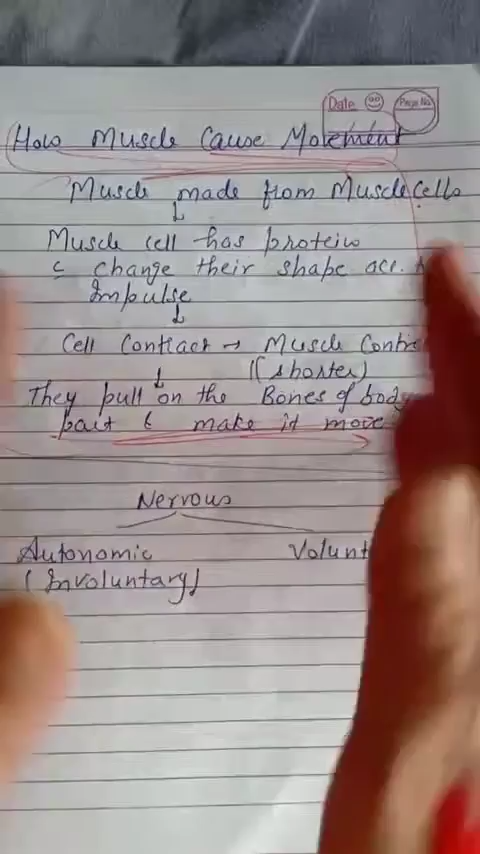 Date Page No.
How Muscle Cause Movement
Muscle made from Muscle Cells
↓
Muscle cell has protein
c change their shape acc.
Impulse
↓
Cell Contract → Muscle
↓ (shorter)
They pull on the Bones of body
part & make it move
Nervous
Autonomic
(Involuntary)